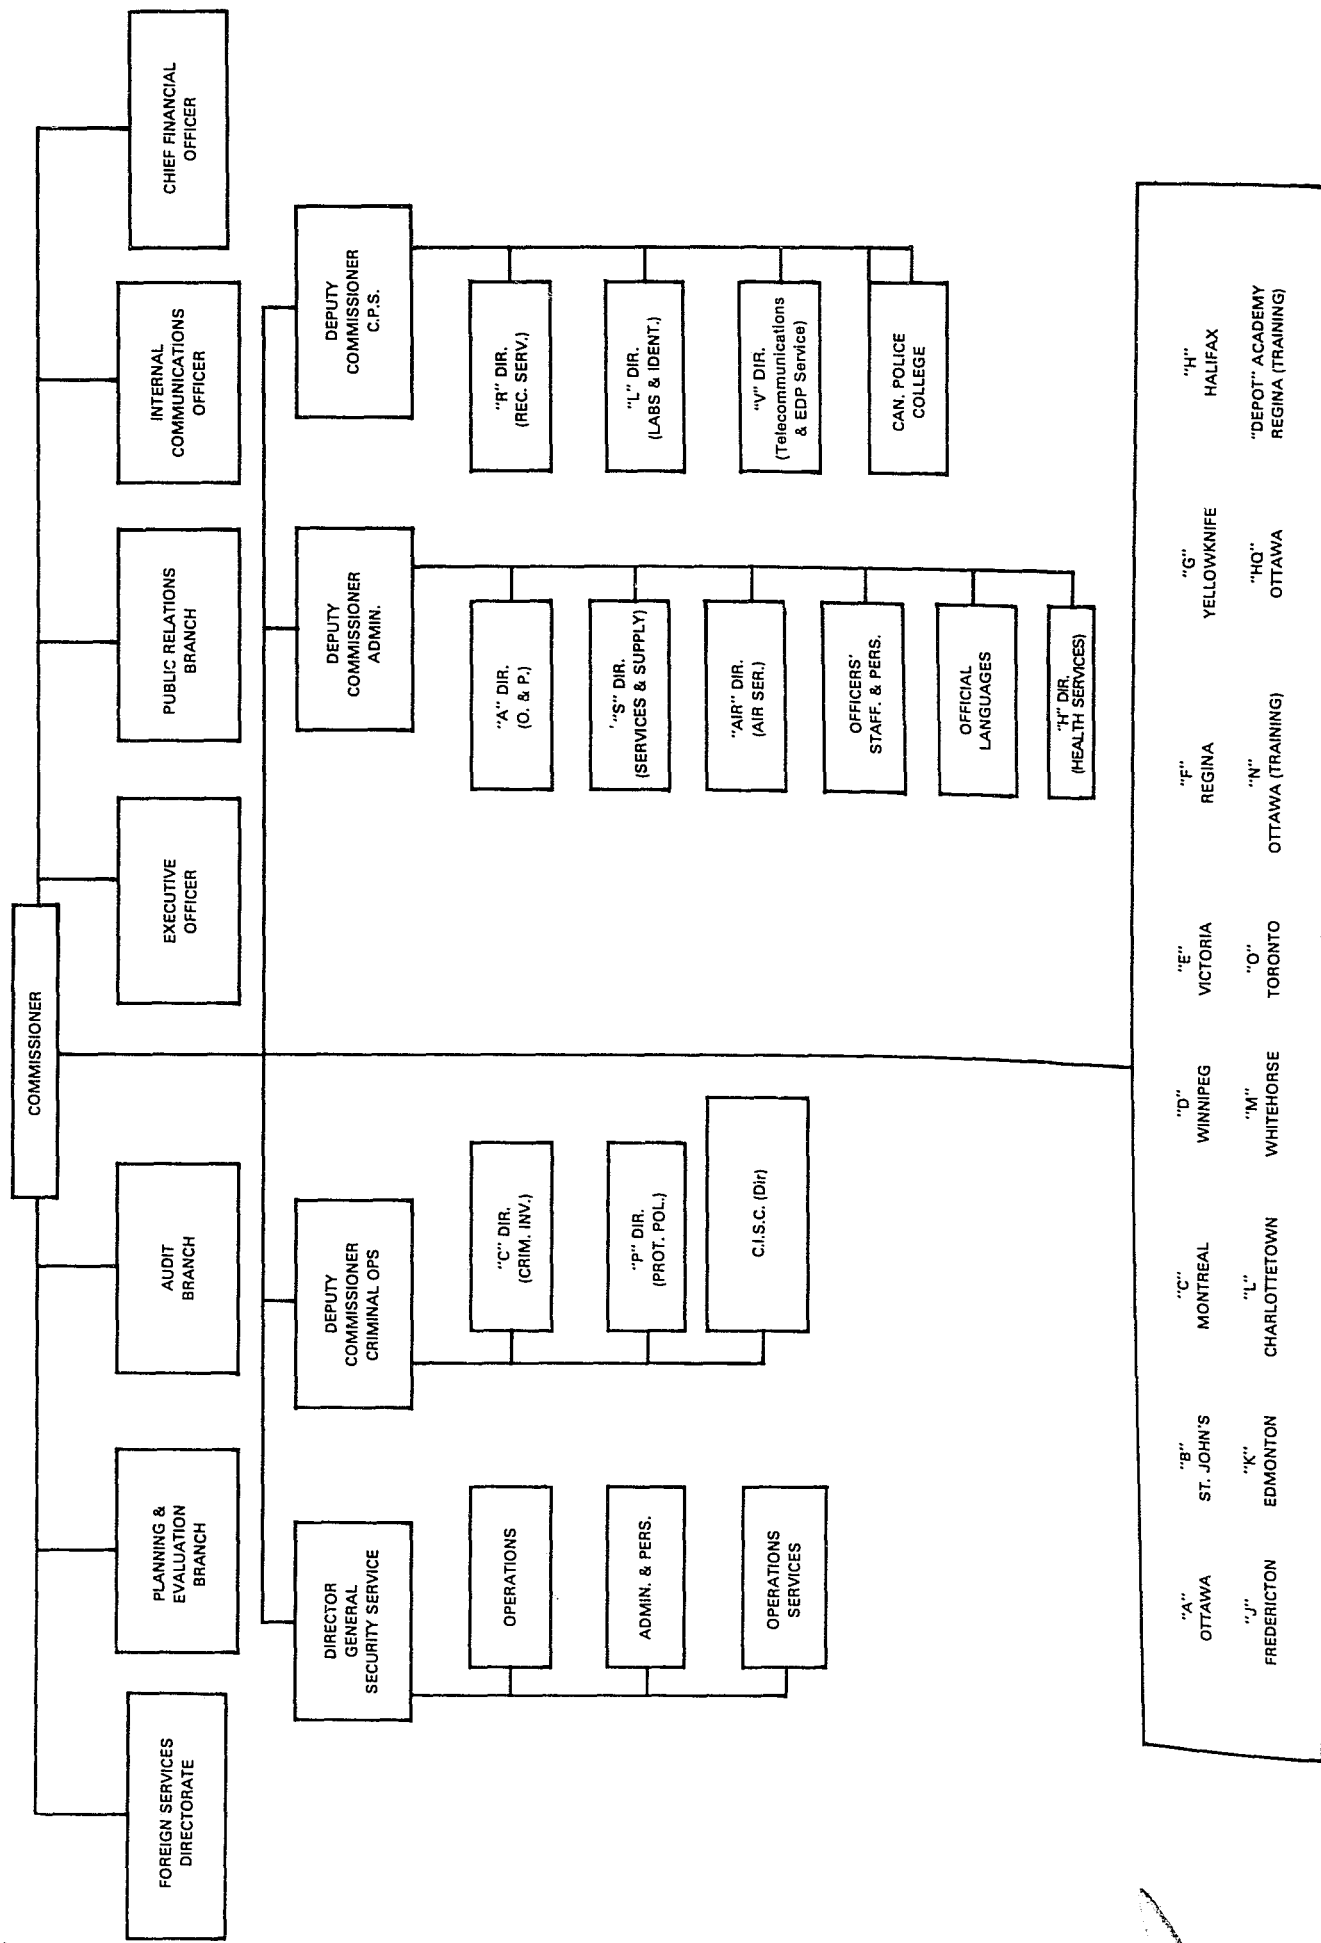 COMMISSIONER
FOREIGN SERVICES
DIRECTORATE
PLANNING &
EVALUATION
BRANCH
AUDIT
BRANCH
EXECUTIVE
OFFICER
PUBLIC RELATIONS
BRANCH
INTERNAL
COMMUNICATIONS
OFFICER
CHIEF FINANCIAL
OFFICER
DIRECTOR
GENERAL
SECURITY SERVICE
OPERATIONS
ADMIN. & PERS.
OPERATIONS
SERVICES
DEPUTY
COMMISSIONER
CRIMINAL OPS
"C" DIR.
(CRIM. INV.)
"P" DIR.
(PROT. POL.)
C.I.S.C. (Dir)
DEPUTY
COMMISSIONER
ADMIN.
"A" DIR.
(O. & P.)
'"S" DIR.
(SERVICES & SUPPLY)
"AIR" DIR.
(AIR SER.)
OFFICERS'
STAFF. & PERS.
OFFICIAL
LANGUAGES
"H" DIR.
(HEALTH SERVICES)
DEPUTY
COMMISSIONER
C.P.S.
"R" DIR.
(REC. SERV.)
"L" DIR.
(LABS & IDENT.)
"V" DIR.
(Telecommunications
& EDP Service)
CAN. POLICE
COLLEGE
"A" "B" "C" "D" "E" "F" "G" "H"
OTTAWA ST. JOHN'S MONTREAL WINNIPEG VICTORIA REGINA YELLOWKNIFE HALIFAX
"J" "K" "L" "M" "O" "N" "HQ" "DEPOT" ACADEMY
FREDERICTON EDMONTON CHARLOTTETOWN WHITEHORSE TORONTO OTTAWA (TRAINING) OTTAWA REGINA (TRAINING)